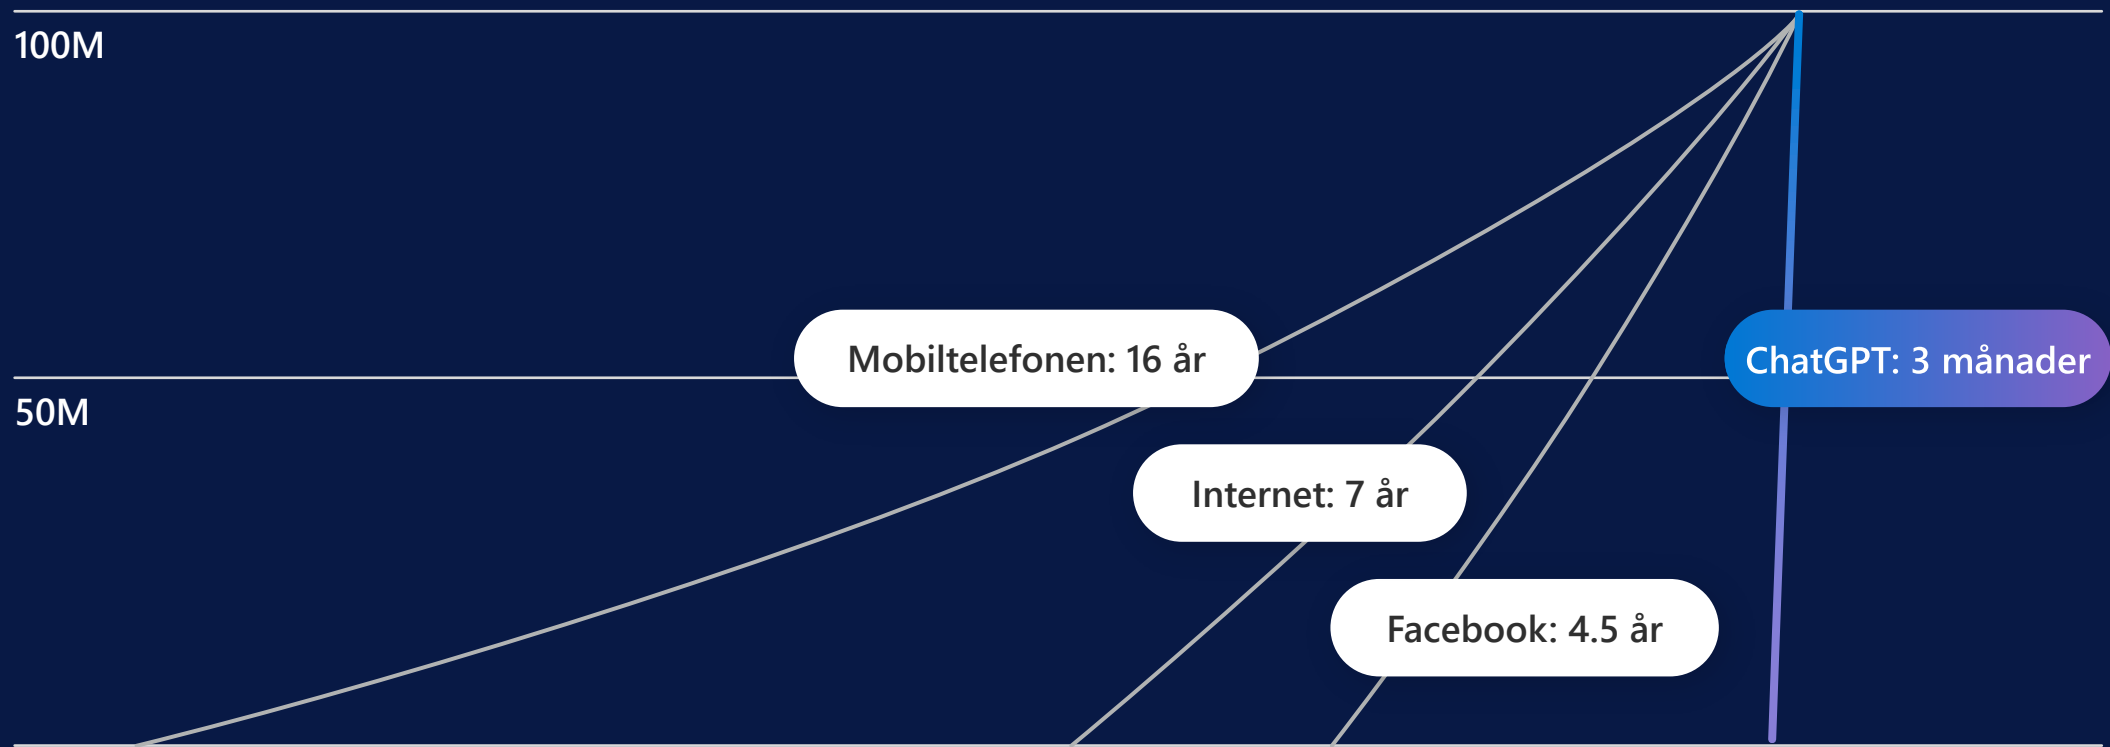 100M
Mobiltelefonen: 16 år
ChatGPT: 3 månader
50M
Internet: 7 år
Facebook: 4.5 år